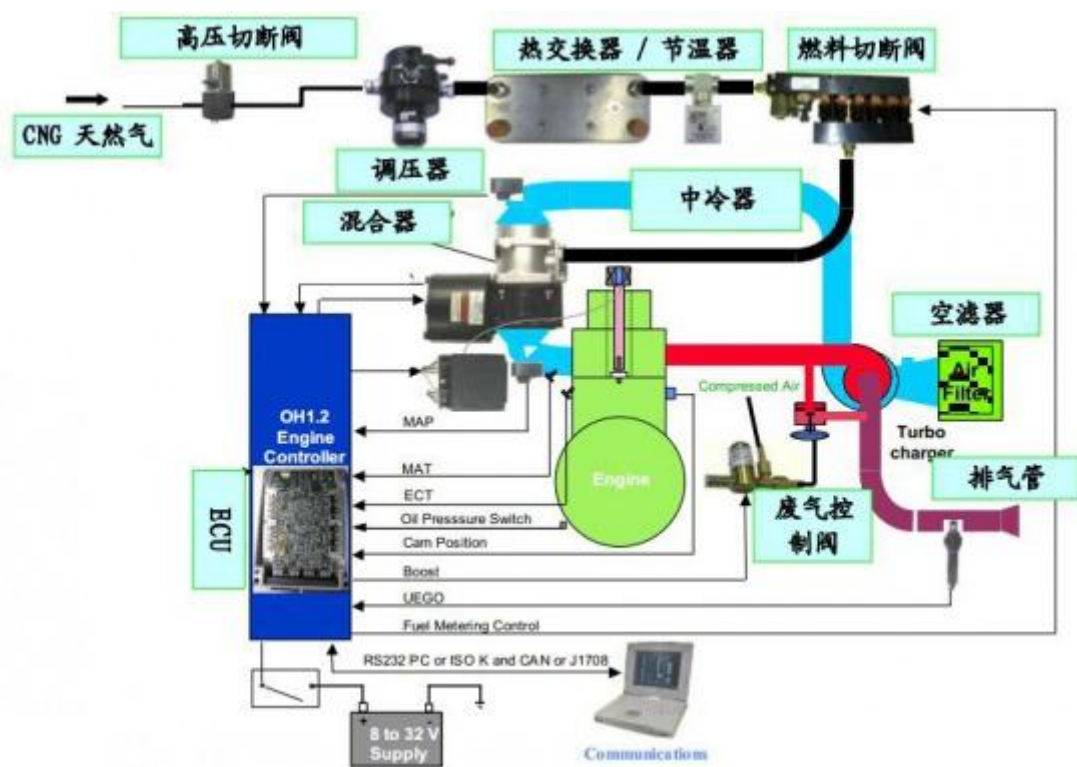 高压切断阀
热交换器 / 节温器
燃料切断阀
CNG 天然气
调压器
中冷器
混合器
空滤器
Air
Filter
Compressed Air
OH1.2
Engine
Controller
MAP
Turbo
charger
MAT
Engine
排气管
ECT
废气控
制阀
Oil Presssure Switch
ECU
Cam Position
Boost
UEGO
Fuel Metering Control
RS232 PC or ISO K and CAN or J1708
+ -
8 to 32 V
Supply
Communications